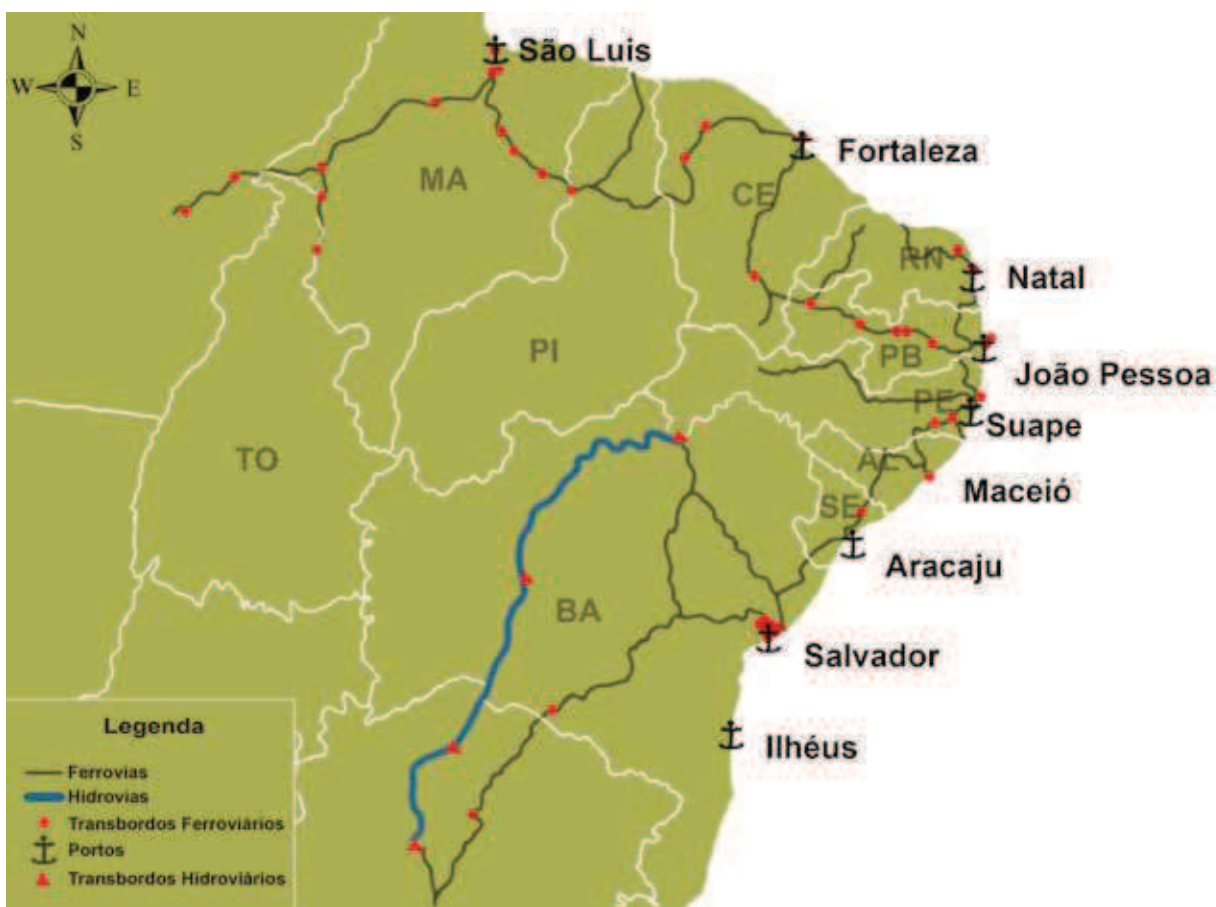 N
São Luis
W
E
S
Fortaleza
MA
CE
RN
Natal
PI
PB
João Pessoa
PE
Suape
TO
AL
Maceió
SE
Aracaju
BA
Salvador
Legenda
Ilhéus
Ferrovias
Hidrovias
Transbordos Ferroviários
Portos
Transbordos Hidroviários